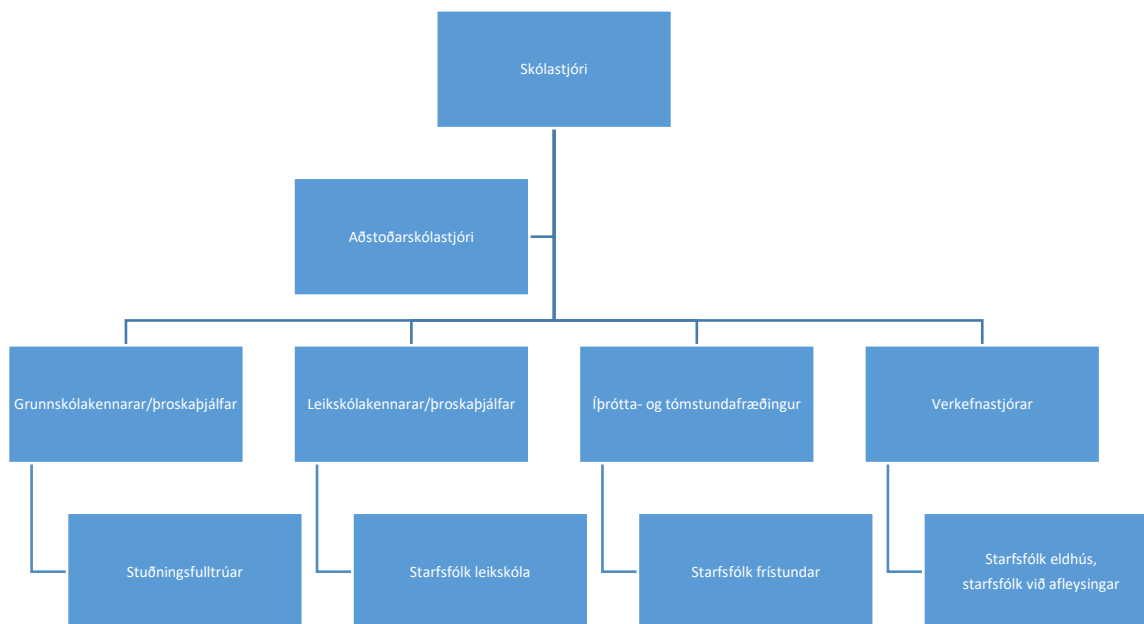 Skólastjóri
Aðstoðarskólastjóri
Grunnskólakennarar/þroskaþjálfar
Leikskólakennarar/þroskaþjálfar
Íþrótta- og tómstundafræðingur
Verkefnastjórar
Stuðningsfulltrúar
Starfsfólk leikskóla
Starfsfólk frístundar
Starfsfólk eldhús,
starfsfólk við afleysingar